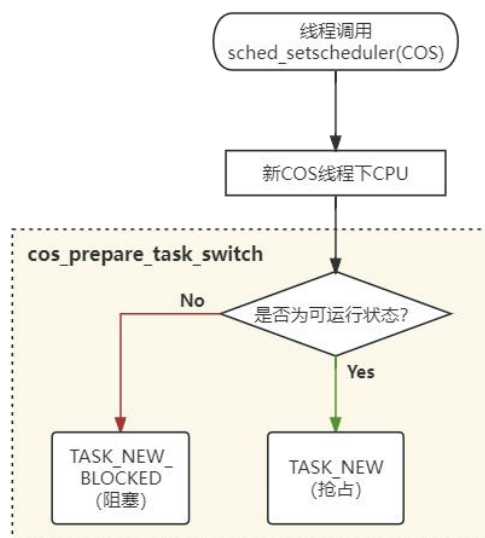 线程调用
sched_setscheduler(COS)
新COS线程下CPU
cos_prepare_task_switch
是否为可运行状态?
No
Yes
TASK_NEW_
BLOCKED
(阻塞)
TASK_NEW
(抢占)